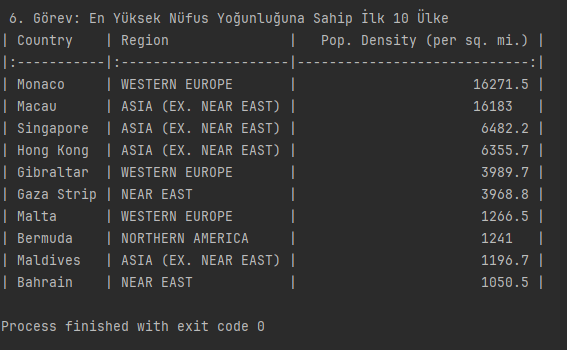 6. Görev: En Yüksek Nüfus Yoğunluğuna Sahip İlk 10 Ülke
| Country    | Region               |   Pop. Density (per sq. mi.) |
|:-----------|:---------------------|-----------------------------:|
| Monaco     | WESTERN EUROPE       |                      16271.5 |
| Macau      | ASIA (EX. NEAR EAST) |                      16183   |
| Singapore  | ASIA (EX. NEAR EAST) |                       6482.2 |
| Hong Kong  | ASIA (EX. NEAR EAST) |                       6355.7 |
| Gibraltar  | WESTERN EUROPE       |                       3989.7 |
| Gaza Strip | NEAR EAST            |                       3968.8 |
| Malta      | WESTERN EUROPE       |                       1266.5 |
| Bermuda    | NORTHERN AMERICA     |                       1241   |
| Maldives   | ASIA (EX. NEAR EAST) |                       1196.7 |
| Bahrain    | NEAR EAST            |                       1050.5 |
Process finished with exit code 0